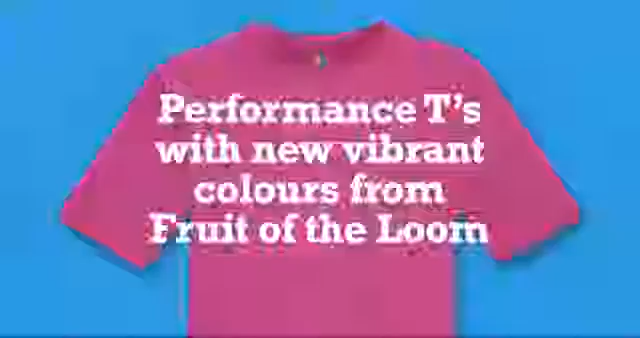 Performance T's
with new vibrant
colours from
Fruit of the Loom